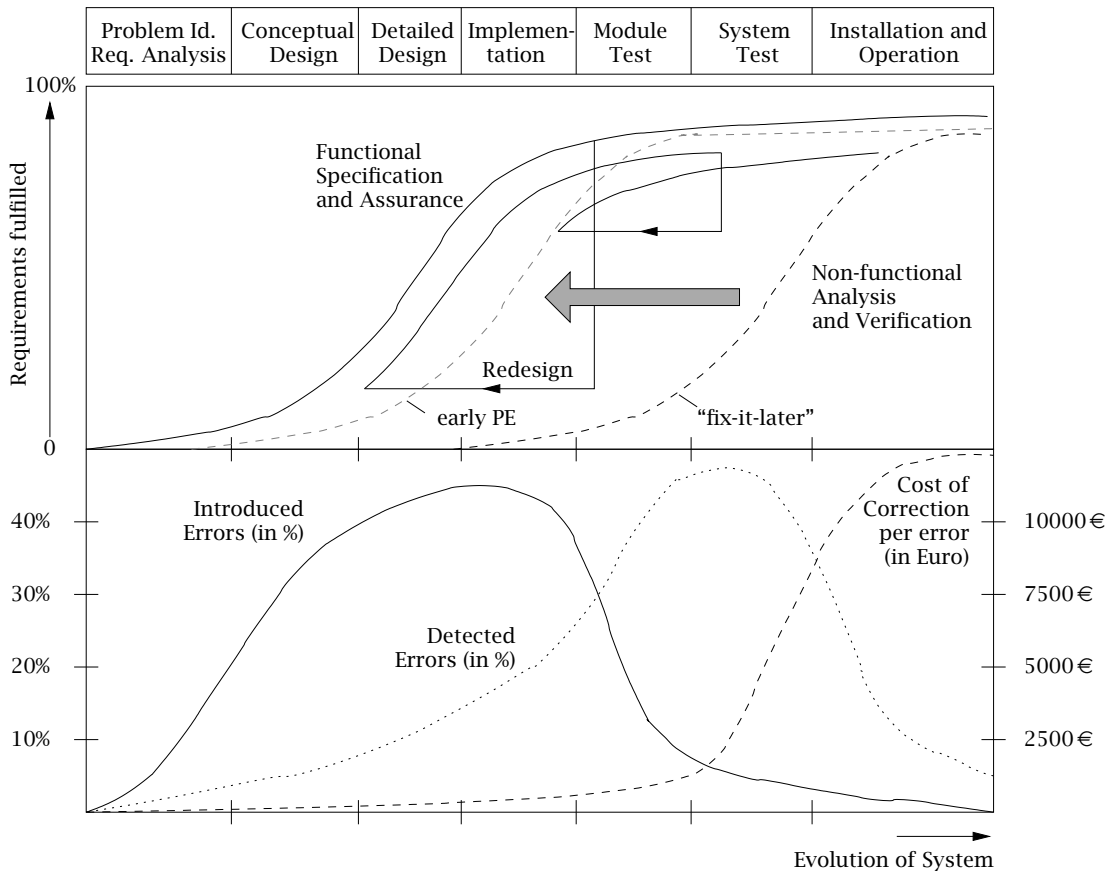 Problem Id.
Req. Analysis
Conceptual
Design
Detailed
Design
Implemen-
tation
Module
Test
System
Test
Installation and
Operation
100%
Requirements fulfilled
0
Functional
Specification
and Assurance
Non-functional
Analysis
and Verification
Redesign
early PE
“fix-it-later”
Introduced
Errors (in %)
Detected
Errors (in %)
Cost of
Correction
per error
(in Euro)
40%
30%
20%
10%
10000 €
7500 €
5000 €
2500 €
Evolution of System